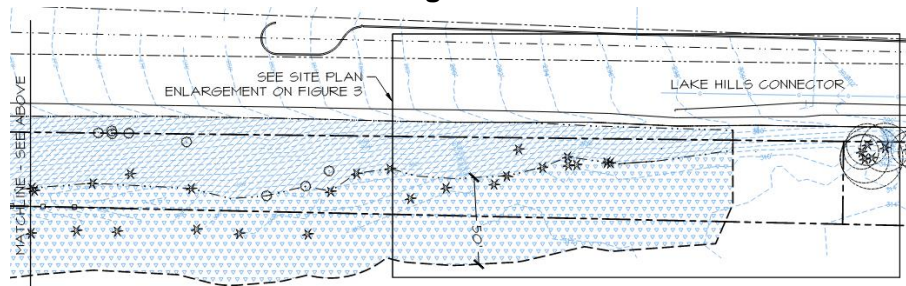 SEE SITE PLAN
ENLARGEMENT ON FIGURE 3
LAKE HILLS CONNECTOR
MATCHLINE - SEE ABOVE
50'